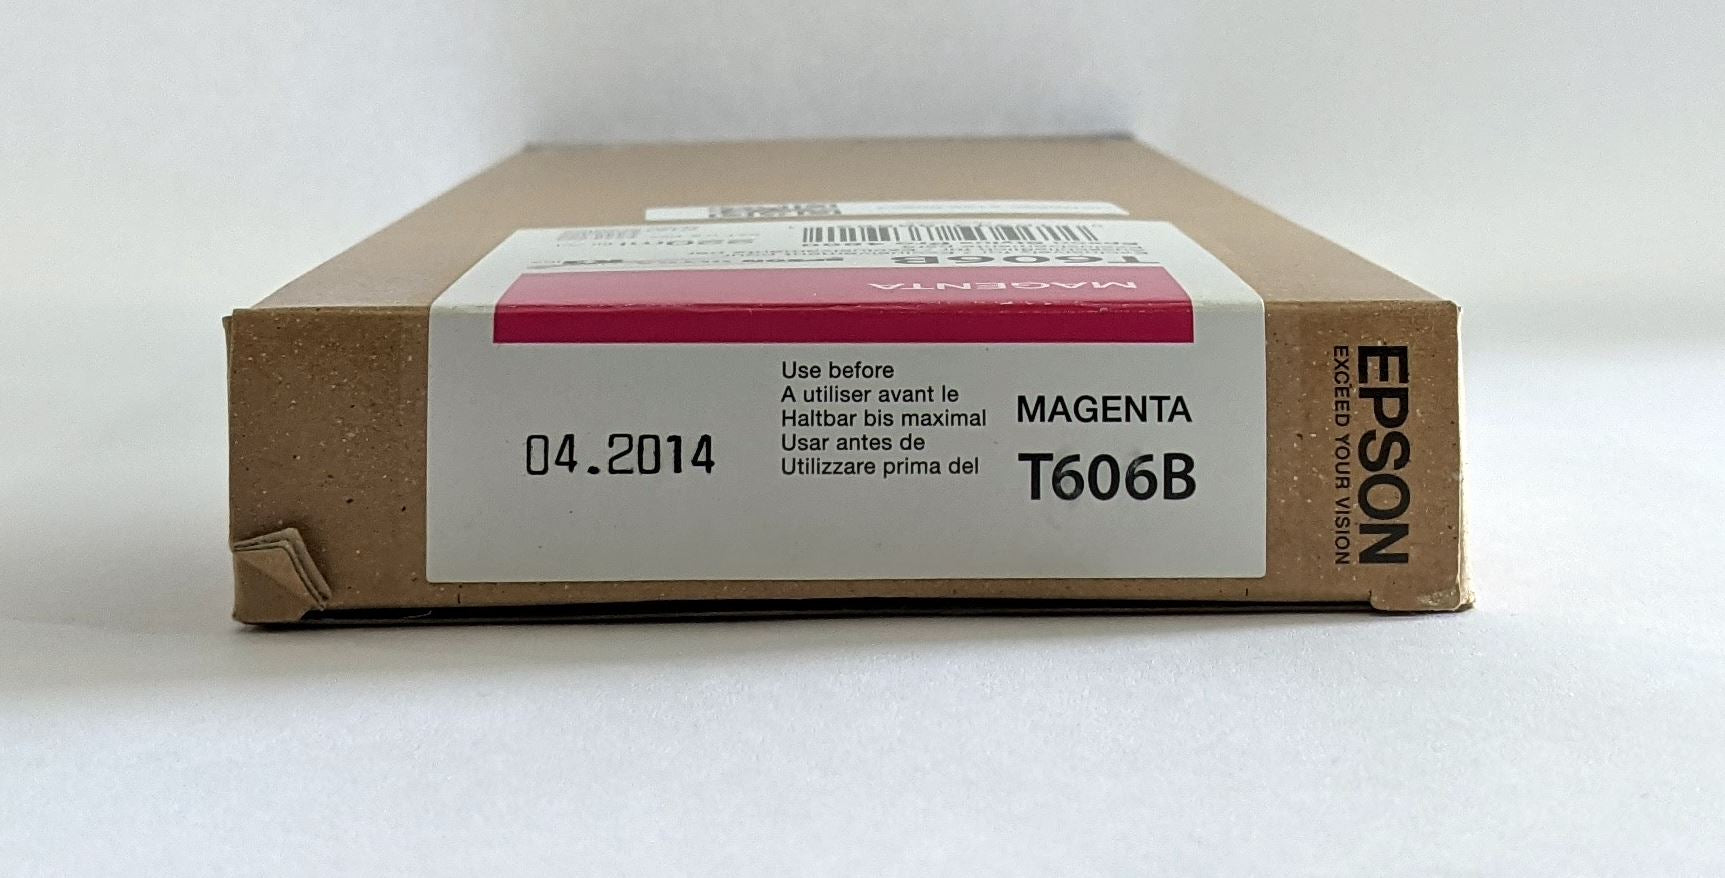 T606B
220ml
MAGENTA
04.2014
Use before
A utiliser avant le
Haltbar bis maximal
Usar antes de
Utilizzare prima del
MAGENTA
T606B
EPSON
EXCEED YOUR VISION